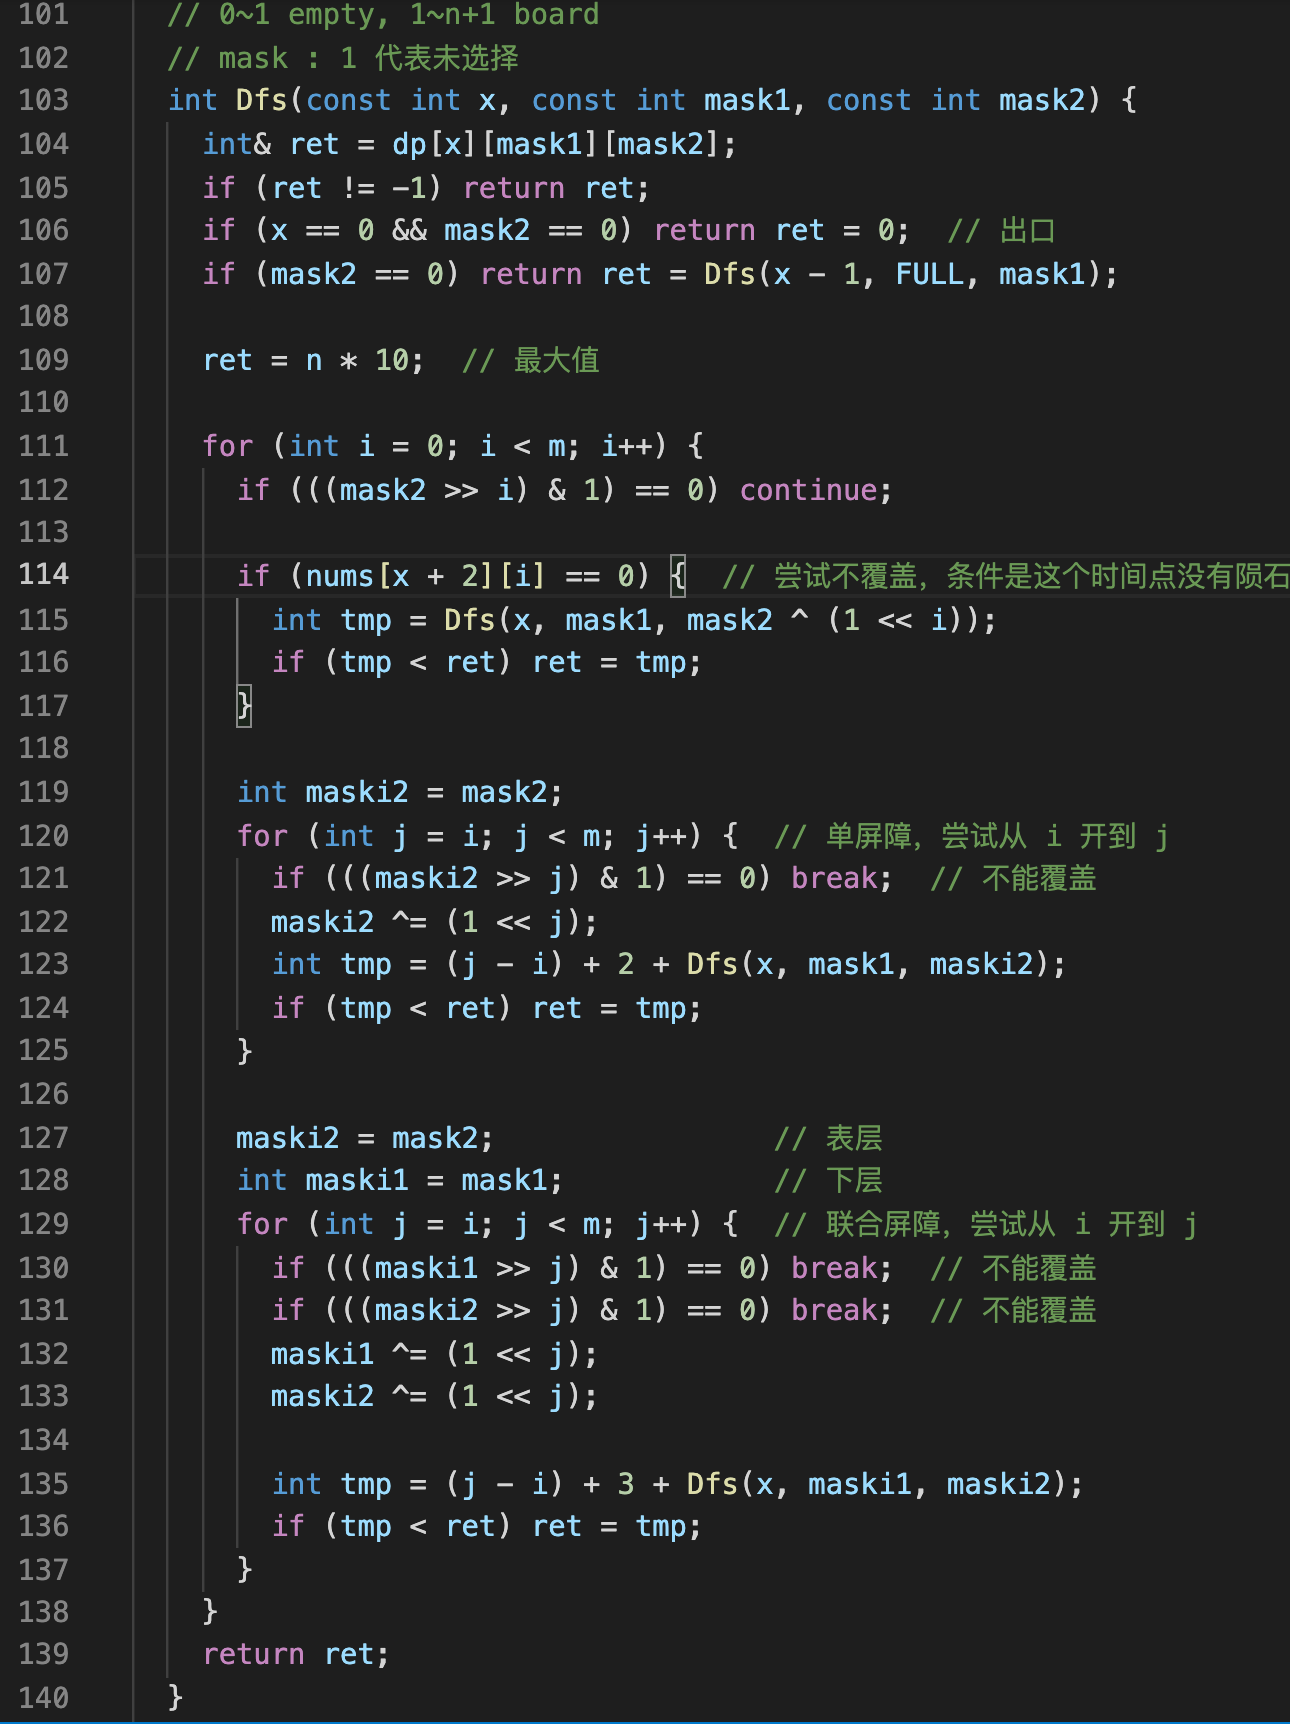 101 // 0~1 empty, 1~n+1 board
102 // mask : 1 代表未选择
103 int Dfs(const int x, const int mask1, const int mask2) {
104 int& ret = dp[x][mask1][mask2];
105 if (ret != -1) return ret;
106 if (x == 0 && mask2 == 0) return ret = 0;  // 出口
107 if (mask2 == 0) return ret = Dfs(x - 1, FULL, mask1);
108
109 ret = n * 10;  // 最大值
110
111 for (int i = 0; i < m; i++) {
112 if (((mask2 >> i) & 1) == 0) continue;
113
114 if (nums[x + 2][i] == 0) {  // 尝试不覆盖，条件是这个时间点没有陨石
115 int tmp = Dfs(x, mask1, mask2 ^ (1 << i));
116 if (tmp < ret) ret = tmp;
117 }
118
119 int maski2 = mask2;
120 for (int j = i; j < m; j++) {  // 单屏障，尝试从 i 开到 j
121 if (((maski2 >> j) & 1) == 0) break;  // 不能覆盖
122 maski2 ^= (1 << j);
123 int tmp = (j - i) + 2 + Dfs(x, mask1, maski2);
124 if (tmp < ret) ret = tmp;
125 }
126
127 maski2 = mask2;                // 表层
128 int maski1 = mask1;            // 下层
129 for (int j = i; j < m; j++) {  // 联合屏障，尝试从 i 开到 j
130 if (((maski1 >> j) & 1) == 0) break;  // 不能覆盖
131 if (((maski2 >> j) & 1) == 0) break;  // 不能覆盖
132 maski1 ^= (1 << j);
133 maski2 ^= (1 << j);
134
135 int tmp = (j - i) + 3 + Dfs(x, maski1, maski2);
136 if (tmp < ret) ret = tmp;
137 }
138 }
139 return ret;
140 }